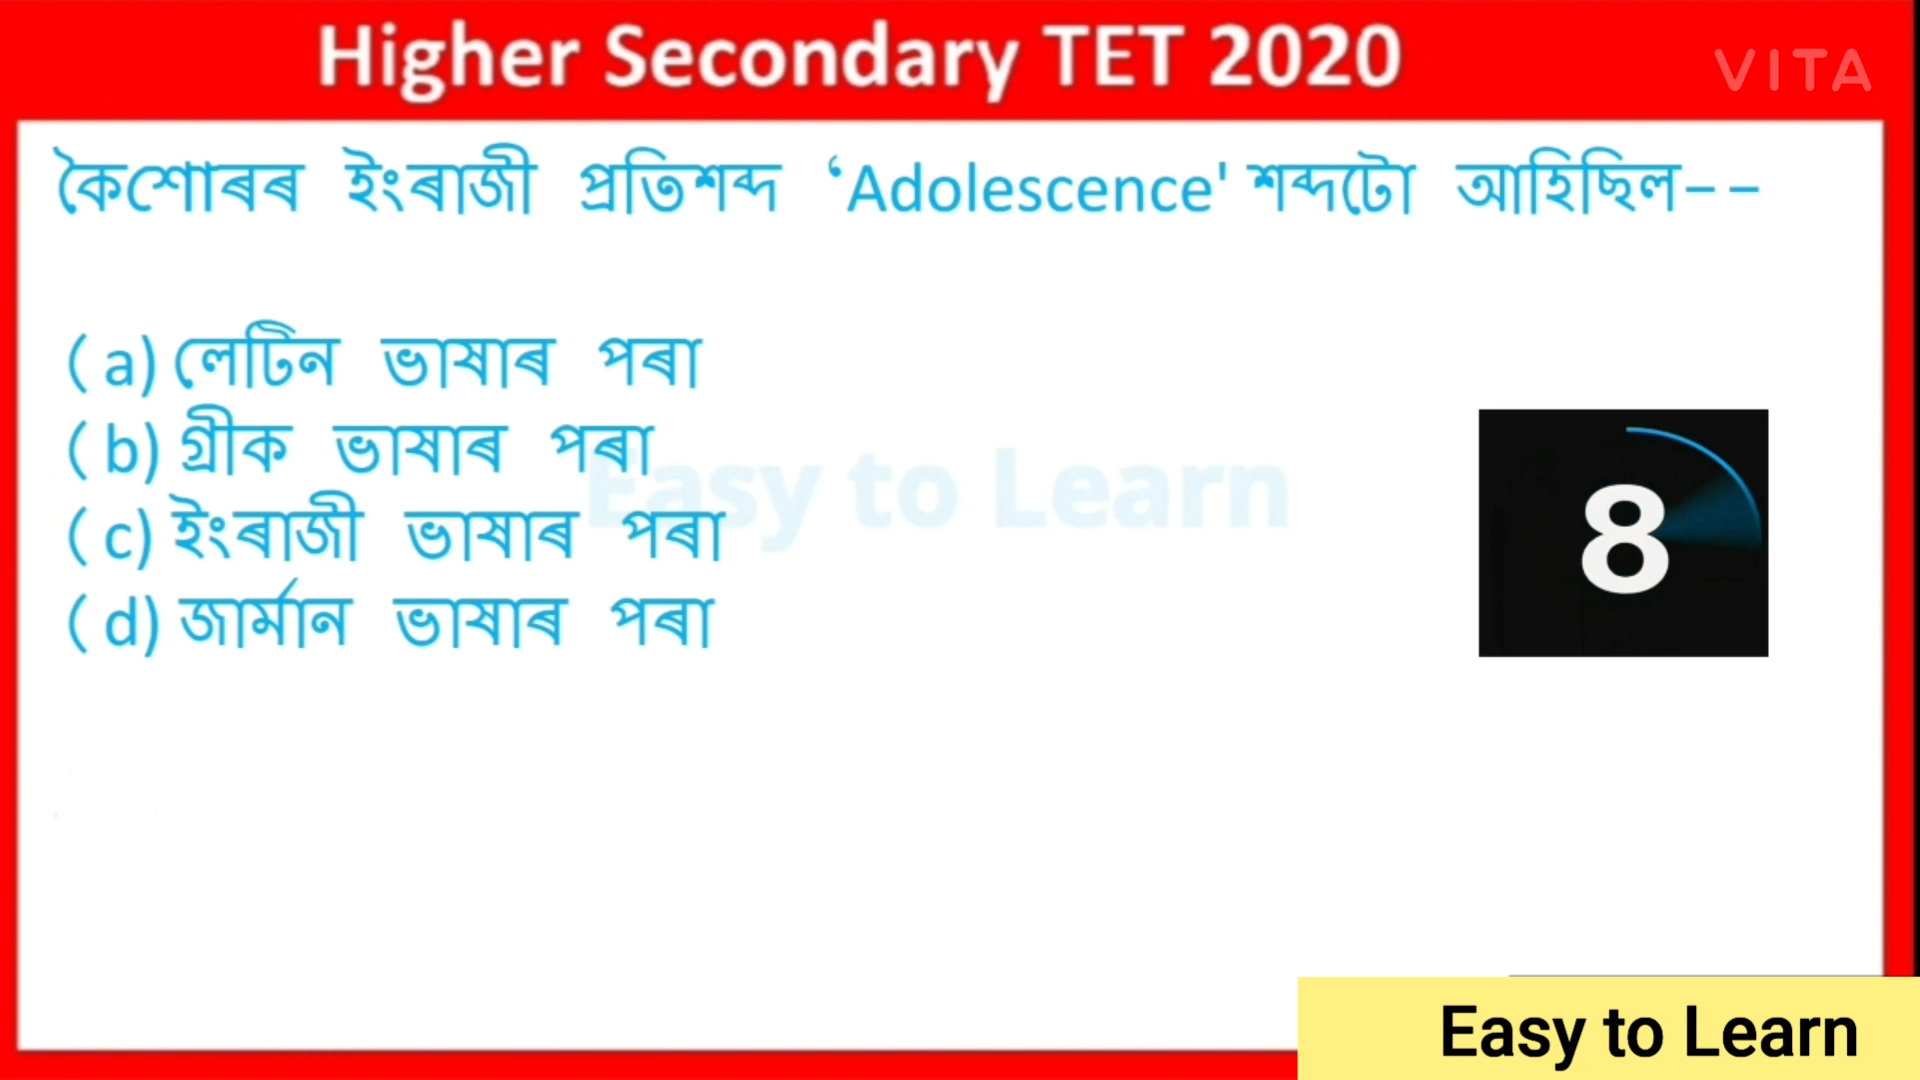 Higher Secondary TET 2020
VITA
কৈশোৰৰ ইংৰাজী প্ৰতিশব্দ ‘Adolescence' শব্দটো আহিছিল--
( a) লেটিন ভাষাৰ পৰা
( b) গ্ৰীক ভাষাৰ পৰা
( c) ইংৰাজী ভাষাৰ পৰা
( d) জাৰ্মান ভাষাৰ পৰা
Easy to Learn
8
Easy to Learn